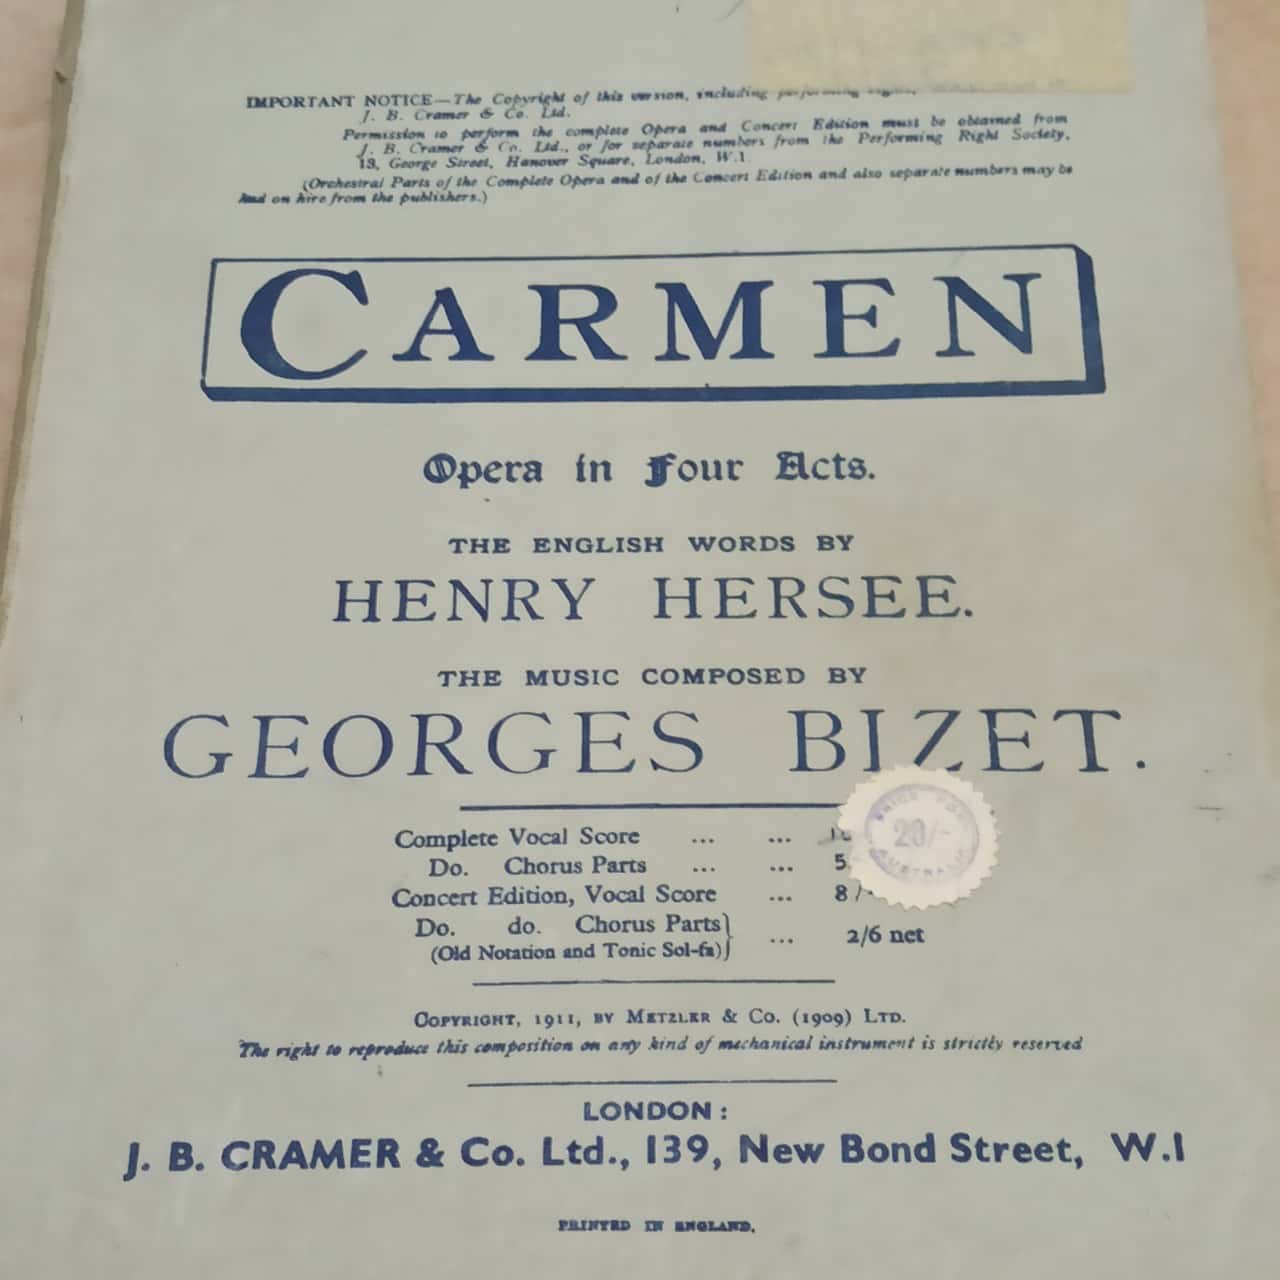 IMPORTANT NOTICE—The Copyright of this version, including performing rights,
J. B. Cramer & Co. Ltd.
Permission to perform the complete Opera and Concert Edition must be obtained from
J. B. Cramer & Co. Ltd., or for separate numbers from the Performing Right Society,
13, George Street, Hanover Square, London, W.1.
(Orchestral Parts of the Complete Opera and of the Concert Edition and also separate numbers may be
had on hire from the publishers.)
CARMEN
Opera in Four Acts.
THE ENGLISH WORDS BY
HENRY HERSEE.
THE MUSIC COMPOSED BY
GEORGES BIZET.
Complete Vocal Score ... ...
Do. Chorus Parts ... ... 5
Concert Edition, Vocal Score ... 8/-
Do. do. Chorus Parts}
(Old Notation and Tonic Sol-fa)} ... 2/6 net
PRICE FOR
20/-
AUSTRALIA
COPYRIGHT, 1911, BY METZLER & CO. (1909) LTD.
The right to reproduce this composition on any kind of mechanical instrument is strictly reserved
LONDON:
J. B. CRAMER & Co. Ltd., 139, New Bond Street, W.1
PRINTED IN ENGLAND.